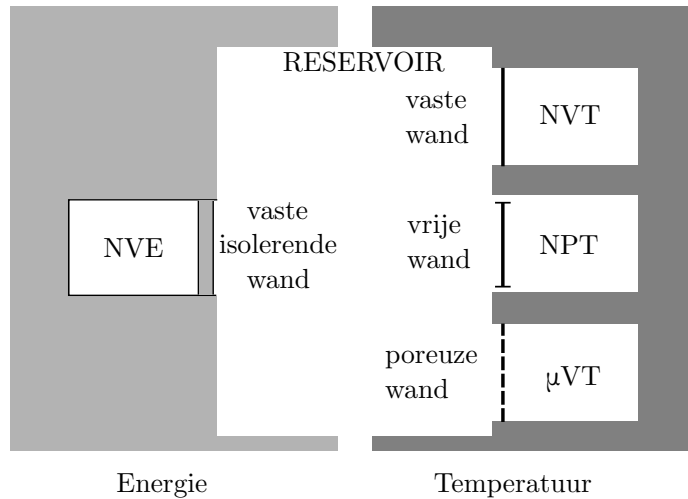 RESERVOIR
vaste
wand
NVT
NVE
vaste
isolerende
wand
vrije
wand
NPT
poreuze
wand
μVT
Energie
Temperatuur